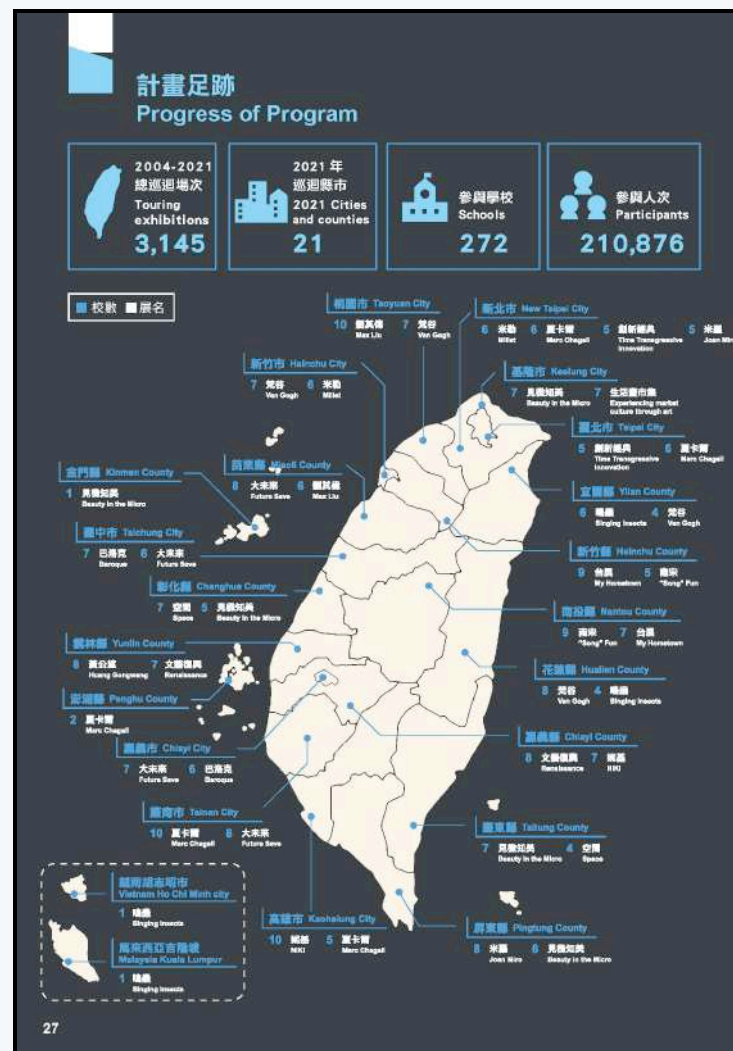 計畫足跡
Progress of Program
2004-2021
總巡迴場次
Touring
exhibitions
3,145
2021 年
巡迴縣市
2021 Cities
and counties
21
參與學校
Schools
272
參與人次
Participants
210,876
校數 展名
桃園市 Taoyuan City
10 劉其偉 7 梵谷
Max Liu Van Gogh
新北市 New Taipei City
6 米勒 6 夏卡爾 5 創新經典 5 米羅
Millet Marc Chagall Time Transgressive Joan Miro
Innovation
新竹市 Hsinchu City
7 梵谷 6 米勒
Van Gogh Millet
基隆市 Keelung City
7 見微知美 7 生活畫市集
Beauty in the Micro Experiencing market
culture through art
臺北市 Taipei City
5 創新經典 6 夏卡爾
Time Transgressive Marc Chagall
Innovation
金門縣 Kinmen County
1 見微知美
Beauty in the Micro
苗栗縣 Miaoli County
8 大未來 6 劉其偉
Future Save Max Liu
宜蘭縣 Yilan County
6 鳴蟲 4 梵谷
Singing Insects Van Gogh
臺中市 Taichung City
7 巴洛克 6 大未來
Baroque Future Save
新竹縣 Hsinchu County
9 台展 5 南宋
My Hometown "Song" Fun
彰化縣 Changhua County
7 空間 5 見微知美
Space Beauty in the Micro
南投縣 Nantou County
9 南宋 7 台展
"Song" Fun My Hometown
雲林縣 Yunlin County
8 黃公望 7 文藝復興
Huang Gongwang Renaissance
花蓮縣 Hualien County
8 梵谷 4 鳴蟲
Van Gogh Singing Insects
澎湖縣 Penghu County
2 夏卡爾
Marc Chagall
嘉義市 Chiayi City
7 大未來 6 巴洛克
Future Save Baroque
嘉義縣 Chiayi County
8 文藝復興 7 妮基
Renaissance NIKI
臺南市 Tainan City
10 夏卡爾 8 大未來
Marc Chagall Future Save
臺東縣 Taitung County
7 見微知美 4 空間
Beauty in the Micro Space
高雄市 Kaohsiung City
10 妮基 5 夏卡爾
NIKI Marc Chagall
屏東縣 Pingtung County
8 米羅 6 見微知美
Joan Miro Beauty in the Micro
越南胡志明市
Vietnam Ho Chi Minh city
1 鳴蟲
Singing Insects
馬來西亞吉隆坡
Malaysia Kuala Lumpur
1 鳴蟲
Singing Insects
27